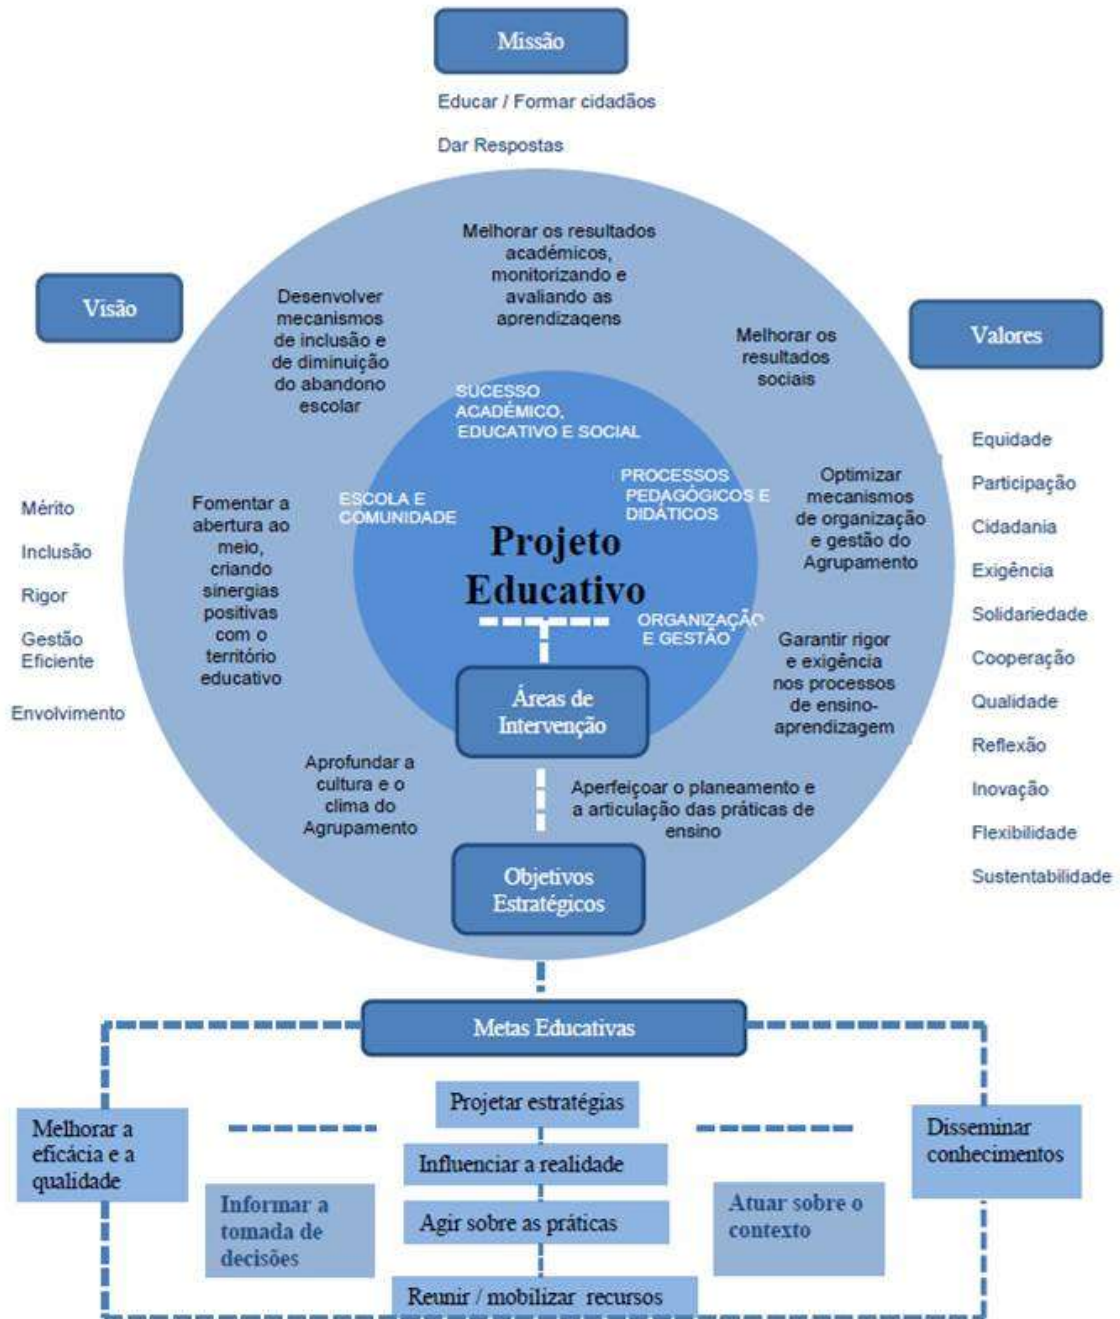 Missão
Educar / Formar cidadãos
Dar Respostas
Visão
Mérito
Inclusão
Rigor
Gestão
Eficiente
Envolvimento
Valores
Equidade
Participação
Cidadania
Exigência
Solidariedade
Cooperação
Qualidade
Reflexão
Inovação
Flexibilidade
Sustentabilidade
Melhorar os resultados
académicos,
monitorizando e
avaliando as
aprendizagens
Desenvolver
mecanismos
de inclusão e
de diminuição
do abandono
escolar
Melhorar os
resultados
sociais
Fomentar a
abertura ao
meio,
criando
sinergias
positivas
com o
território
educativo
Optimizar
mecanismos
de organização
e gestão do
Agrupamento
Garantir rigor
e exigência
nos processos
de ensino-
aprendizagem
Aprofundar a
cultura e o
clima do
Agrupamento
Aperfeiçoar o planeamento e
a articulação das práticas de
ensino
SUCESSO
ACADÉMICO,
EDUCATIVO E SOCIAL
ESCOLA E
COMUNIDADE
PROCESSOS
PEDAGÓGICOS E
DIDÁTICOS
Projeto
Educativo
ORGANIZAÇÃO
E GESTÃO
Áreas de
Intervenção
Objetivos
Estratégicos
Metas Educativas
Melhorar a
eficácia e a
qualidade
Informar a
tomada de
decisões
Projetar estratégias
Influenciar a realidade
Agir sobre as práticas
Reunir / mobilizar recursos
Atuar sobre o
contexto
Disseminar
conhecimentos